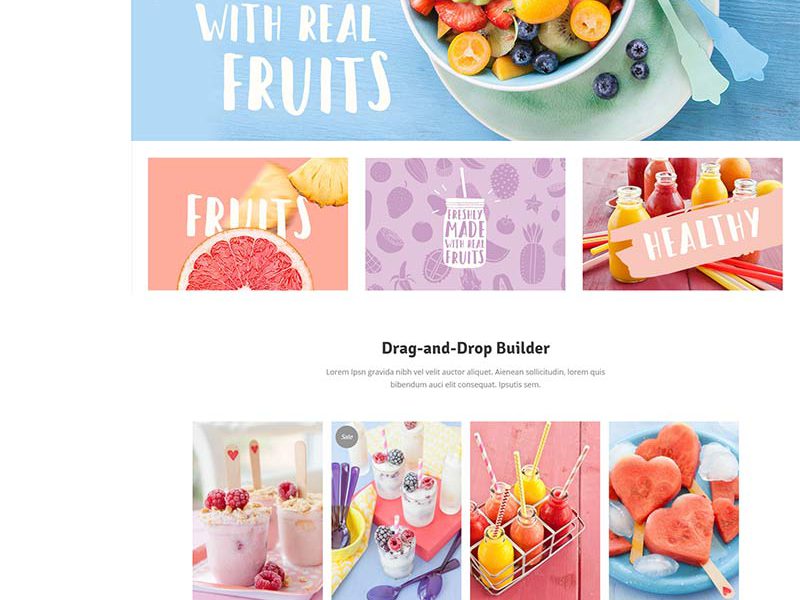 WITH REAL
FRUITS
FRUITS
FRESHLY
MADE
WITH REAL
FRUITS
HEALTHY
Drag-and-Drop Builder
Lorem Ipsn gravida nibh vel velit auctor aliquet. Aienean sollicitudin, lorem quis
bibendum auci elit consequat. Ipsutis sem.
Sale